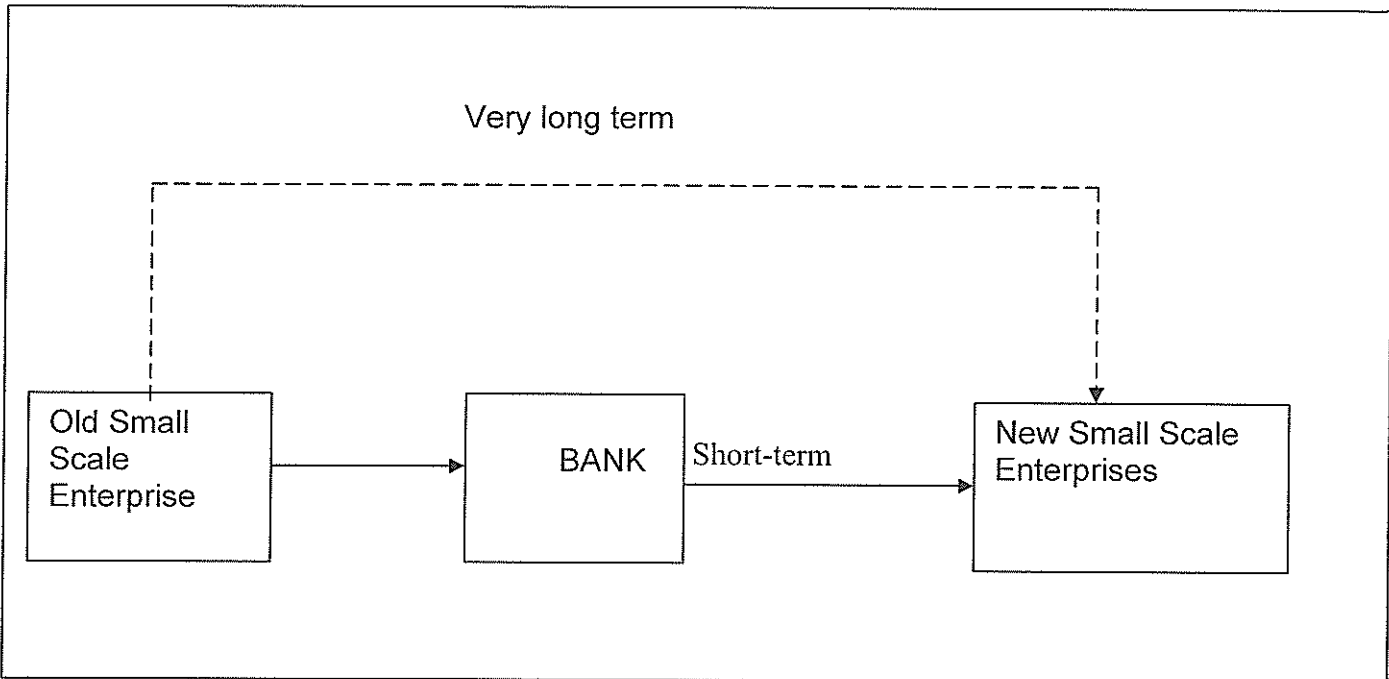 Very long term
Old Small
Scale
Enterprise
BANK
Short-term
New Small Scale
Enterprises